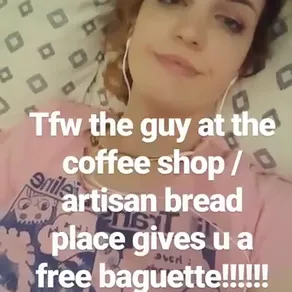 Tfw the guy at the
coffee shop /
artisan bread
place gives u a
free baguette!!!!!!